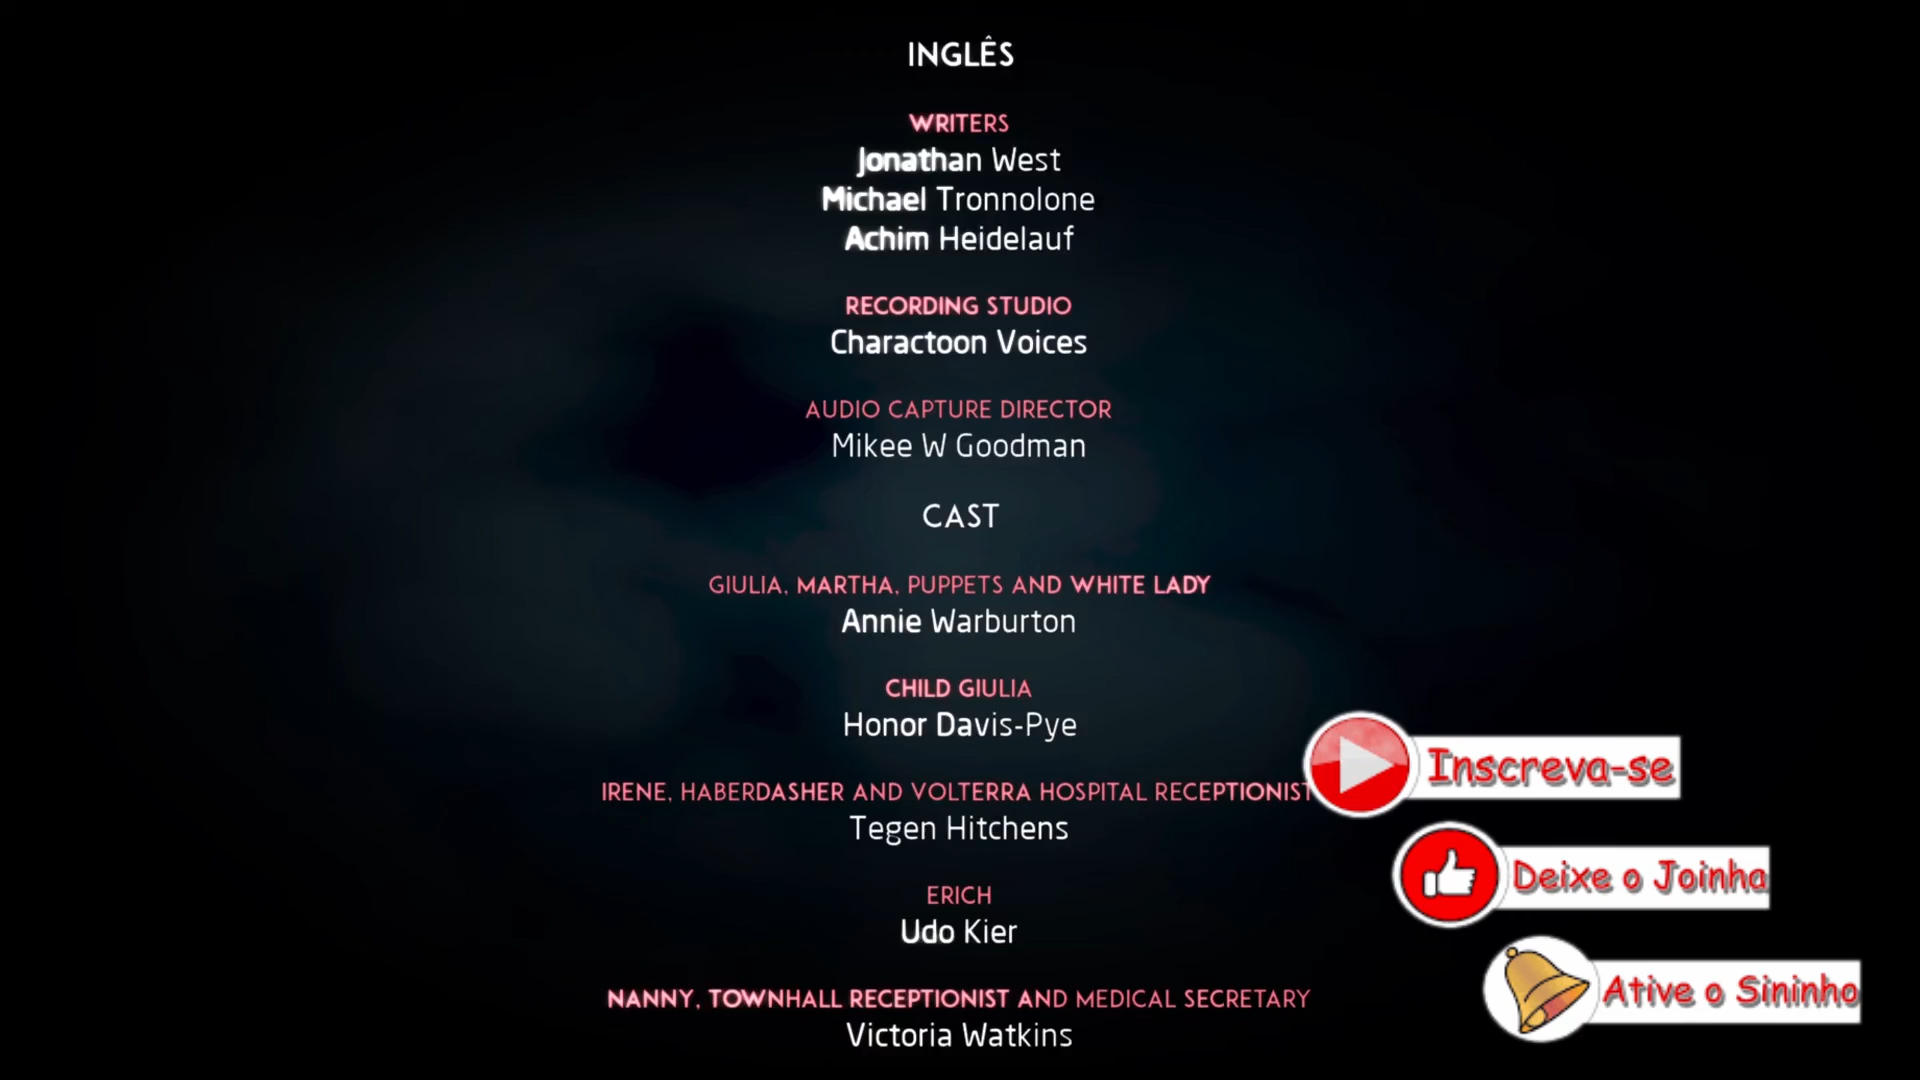 INGLÊS
WRITERS
Jonathan West
Michael Tronnolone
Achim Heidelauf
RECORDING STUDIO
Charactoon Voices
AUDIO CAPTURE DIRECTOR
Mikee W Goodman
CAST
GIULIA, MARTHA, PUPPETS AND WHITE LADY
Annie Warburton
CHILD GIULIA
Honor Davis-Pye
IRENE, HABERDASHER AND VOLTERRA HOSPITAL RECEPTIONIST
Tegen Hitchens
ERICH
Udo Kier
NANNY, TOWNHALL RECEPTIONIST AND MEDICAL SECRETARY
Victoria Watkins
Inscreva-se
Deixe o Joinha
Ative o Sininho